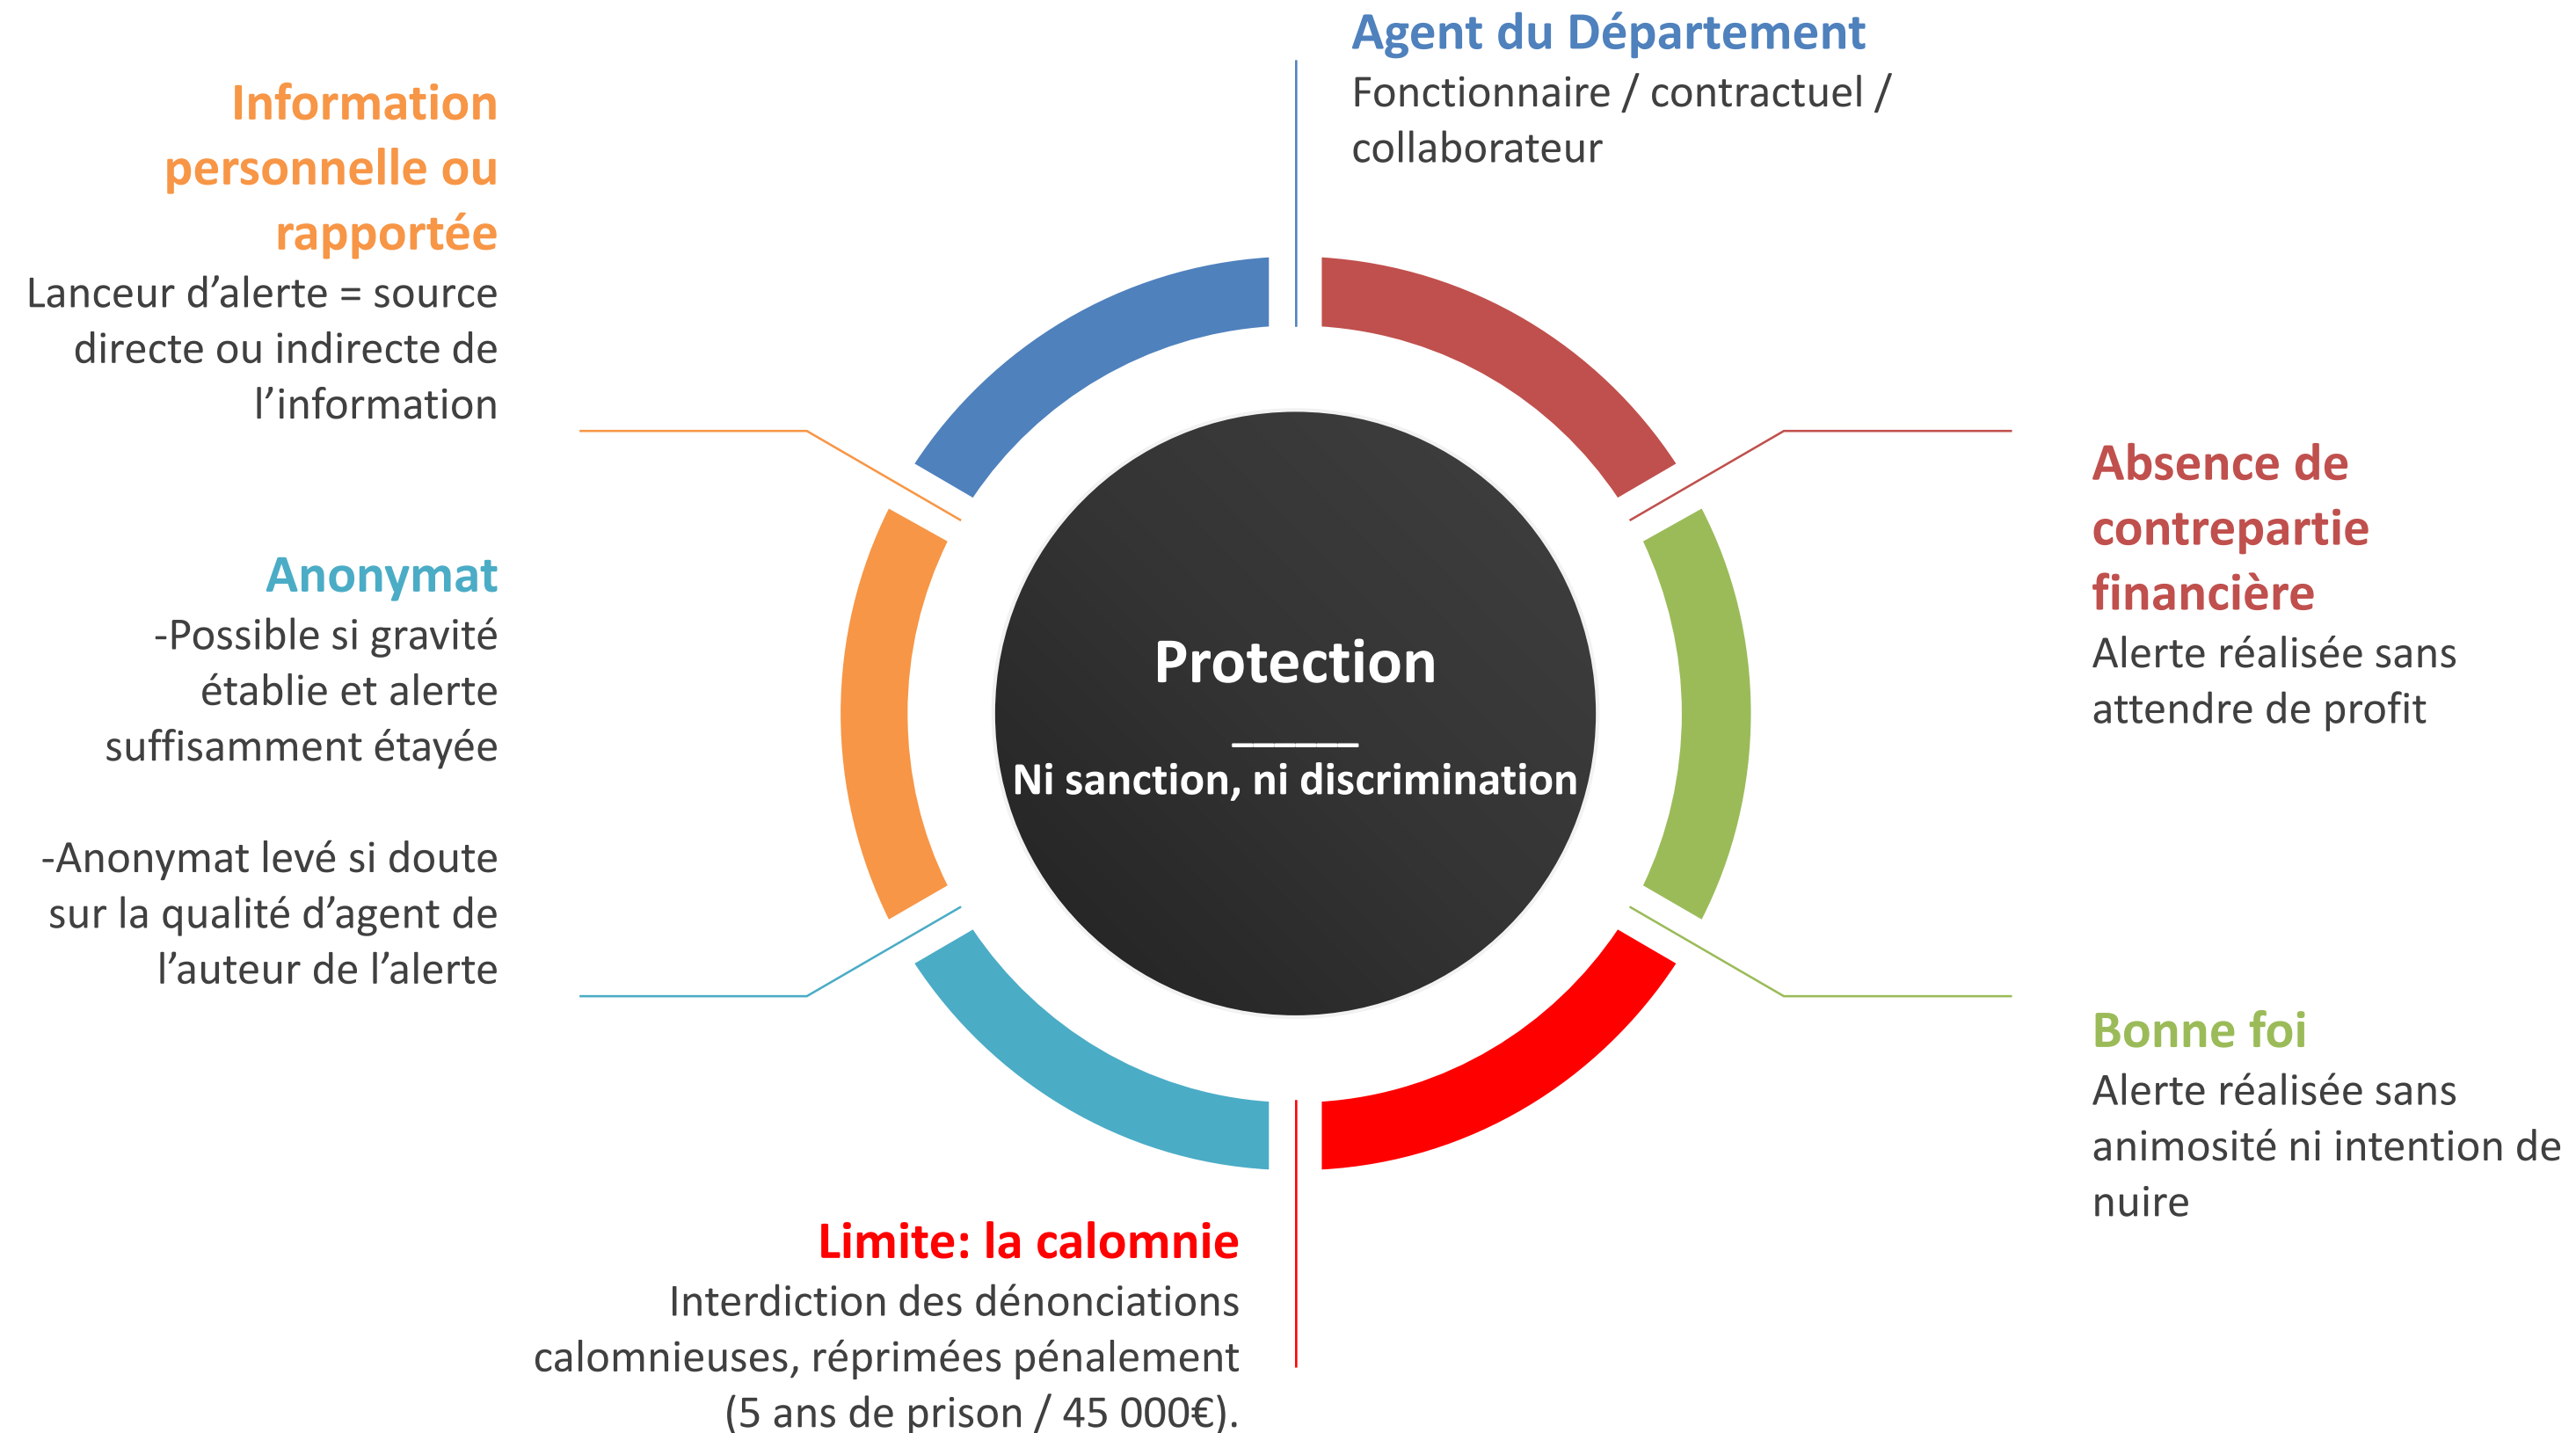 Agent du Département
Fonctionnaire / contractuel /
collaborateur
Information
personnelle ou
rapportée
Lanceur d’alerte = source
directe ou indirecte de
l’information
Absence de
contrepartie
financière
Alerte réalisée sans
attendre de profit
Anonymat
-Possible si gravité
établie et alerte
suffisamment étayée
-Anonymat levé si doute
sur la qualité d’agent de
l’auteur de l’alerte
Protection
______
Ni sanction, ni discrimination
Bonne foi
Alerte réalisée sans
animosité ni intention de
nuire
Limite: la calomnie
Interdiction des dénonciations
calomnieuses, réprimées pénalement
(5 ans de prison / 45 000€).